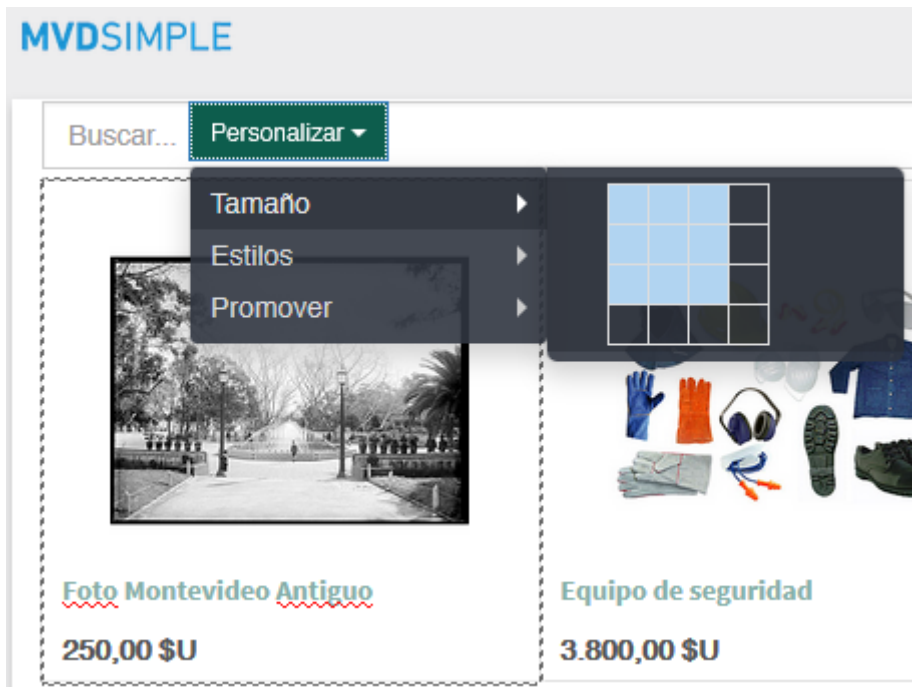 MVDSIMPLE
Buscar...
Personalizar
Tamaño
Estilos
Promover
Foto Montevideo Antiguo
250,00 $U
Equipo de seguridad
3.800,00 $U